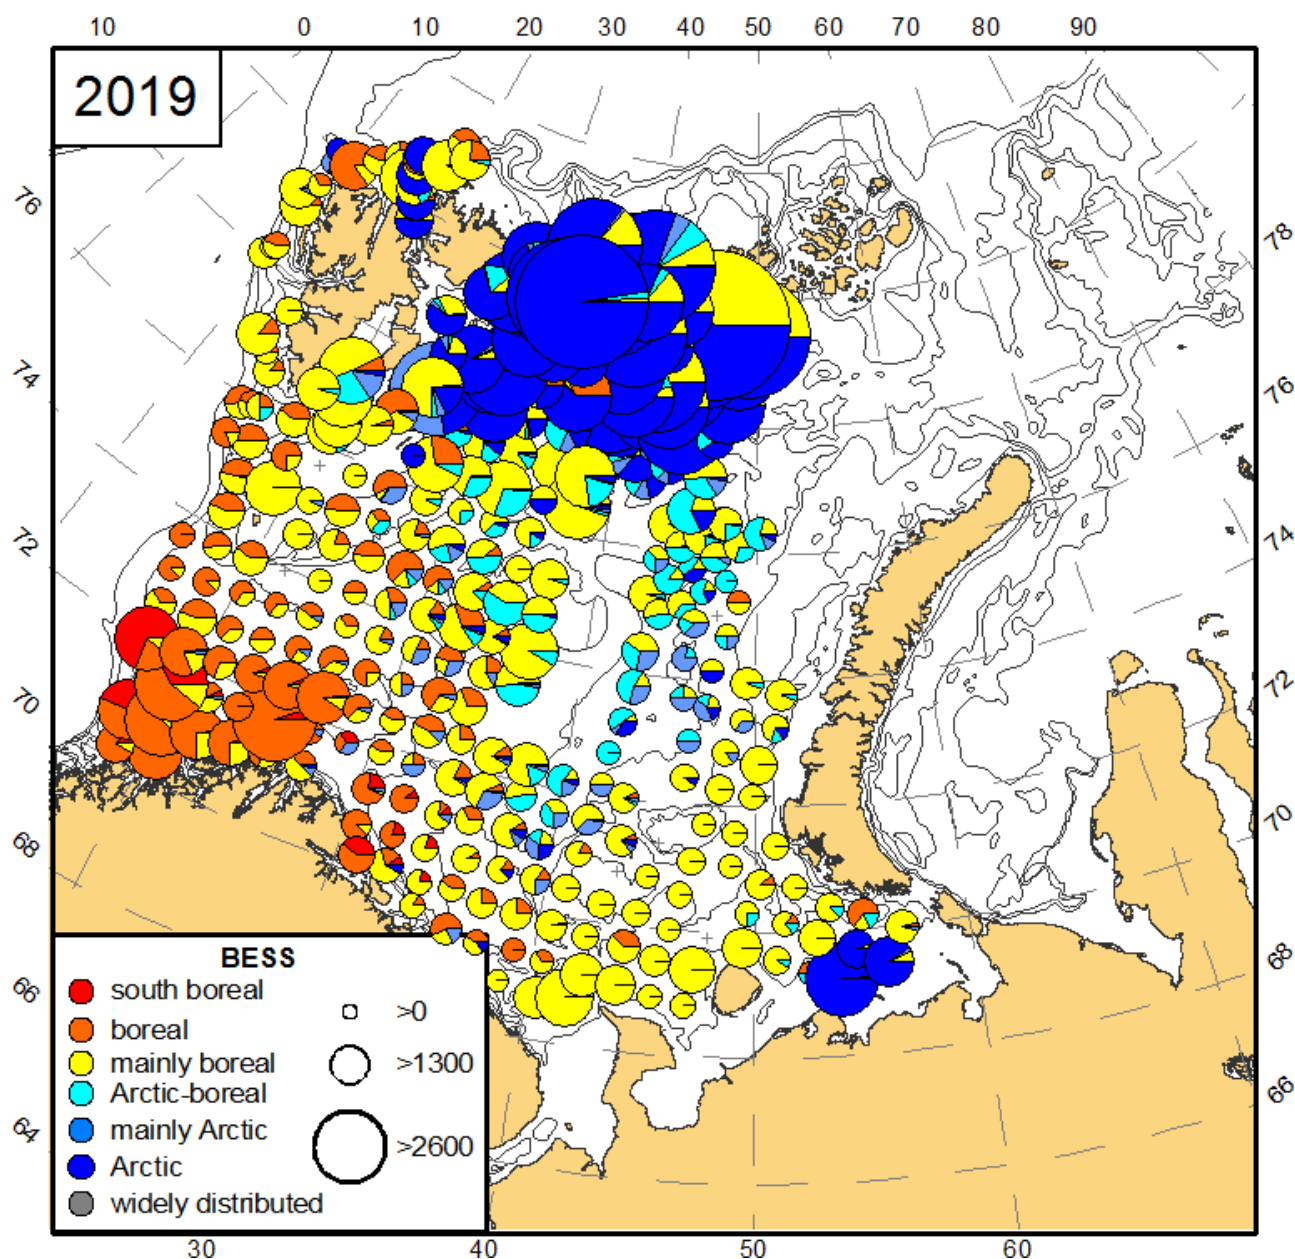 10 0 10 20 30 40 50 60 70 80 90
2019
76
74
72
70
68
66
64
78
76
74
72
70
68
66
BESS
south boreal
boreal
mainly boreal
Arctic-boreal
mainly Arctic
Arctic
widely distributed
>0
>1300
>2600
30 40 50 60